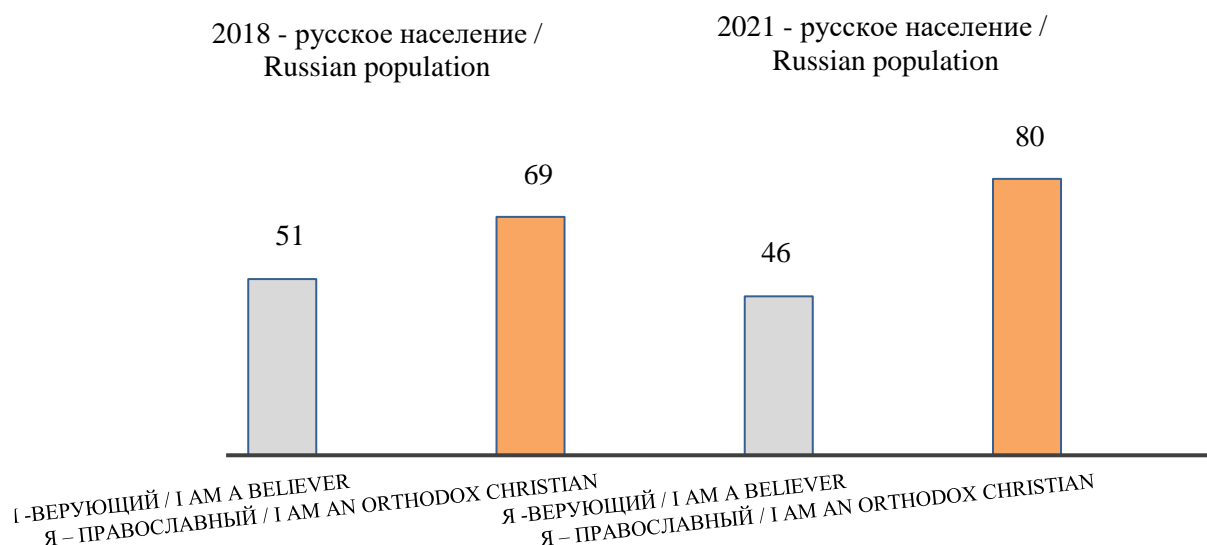 2018 - русское население /
Russian population
2021 - русское население /
Russian population
51
69
46
80
-ВЕРУЮЩИЙ / I AM A BELIEVER
Я – ПРАВОСЛАВНЫЙ / I AM AN ORTHODOX CHRISTIAN
Я -ВЕРУЮЩИЙ / I AM A BELIEVER
Я – ПРАВОСЛАВНЫЙ / I AM AN ORTHODOX CHRISTIAN